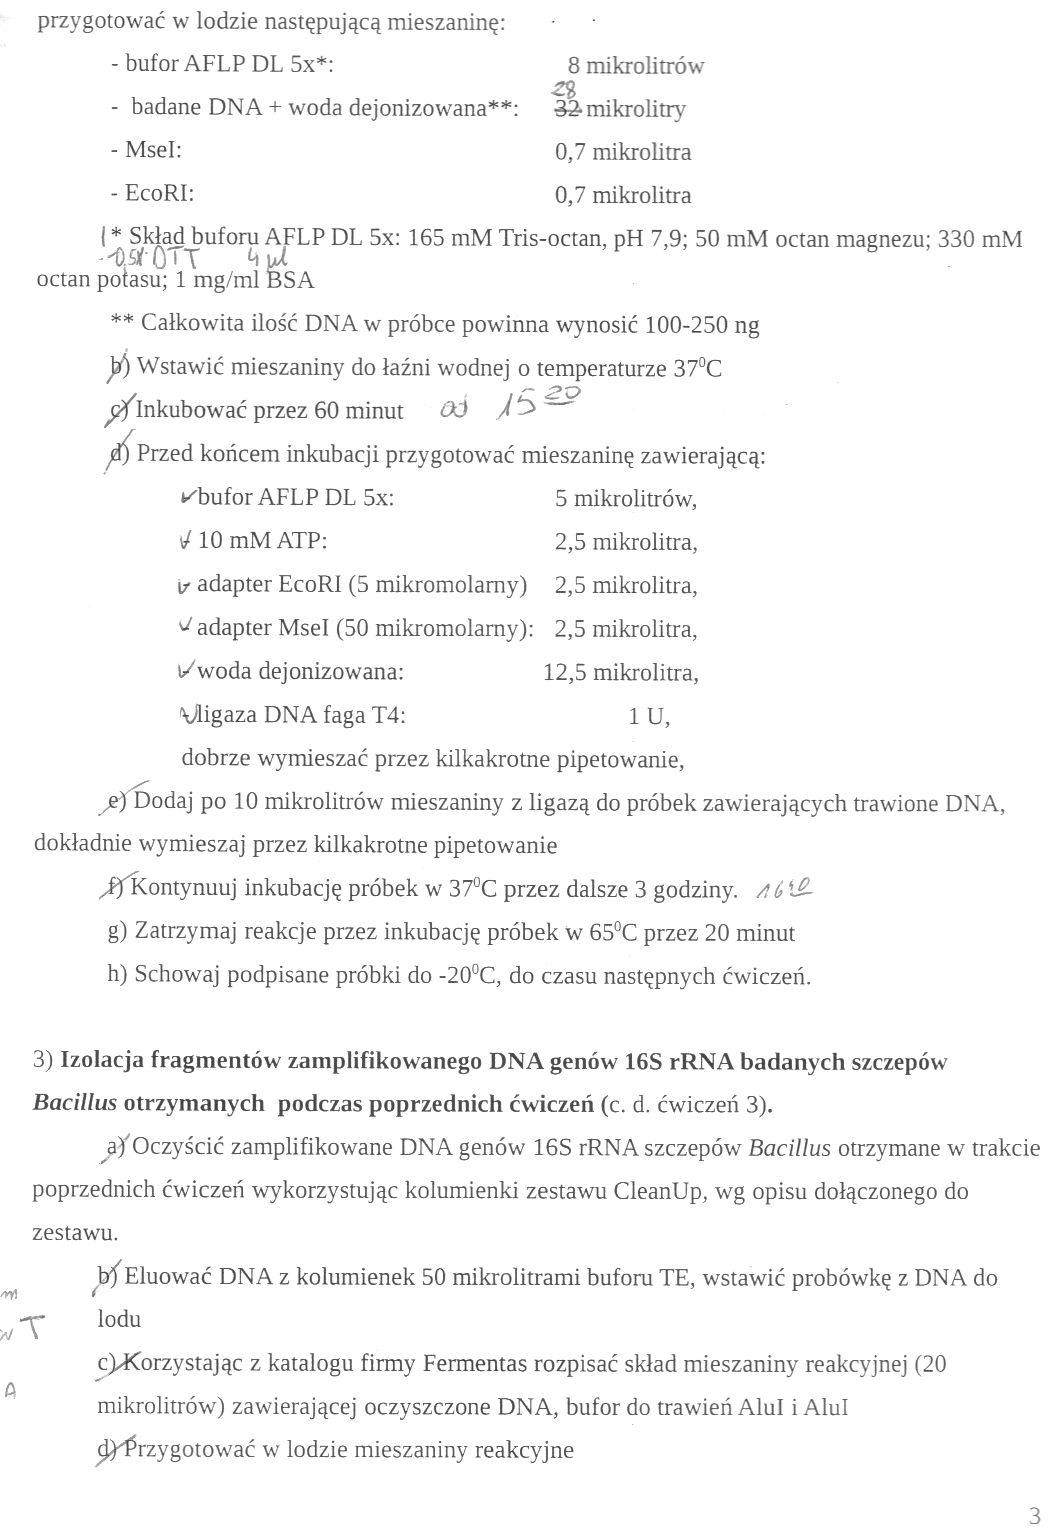 przygotować w lodzie następującą mieszaninę:
- bufor AFLP DL 5x*: 8 mikrolitrów
28
- badane DNA + woda dejonizowana**: 32 mikrolitry
- MseI: 0,7 mikrolitra
- EcoRI: 0,7 mikrolitra
* Skład buforu AFLP DL 5x: 165 mM Tris-octan, pH 7,9; 50 mM octan magnezu; 330 mM
- 0,5M DTT 4 µl
octan potasu; 1 mg/ml BSA
** Całkowita ilość DNA w próbce powinna wynosić 100-250 ng
b) Wstawić mieszaniny do łaźni wodnej o temperaturze 37⁰C
c) Inkubować przez 60 minut od 15 20
d) Przed końcem inkubacji przygotować mieszaninę zawierającą:
- bufor AFLP DL 5x: 5 mikrolitrów,
- 10 mM ATP: 2,5 mikrolitra,
- adapter EcoRI (5 mikromolarny) 2,5 mikrolitra,
- adapter MseI (50 mikromolarny): 2,5 mikrolitra,
- woda dejonizowana: 12,5 mikrolitra,
- ligaza DNA faga T4: 1 U,
dobrze wymieszać przez kilkakrotne pipetowanie,
e) Dodaj po 10 mikrolitrów mieszaniny z ligazą do próbek zawierających trawione DNA,
dokładnie wymieszaj przez kilkakrotne pipetowanie
f) Kontynuuj inkubację próbek w 37⁰C przez dalsze 3 godziny.
g) Zatrzymaj reakcje przez inkubację próbek w 65⁰C przez 20 minut
h) Schowaj podpisane próbki do -20⁰C, do czasu następnych ćwiczeń.
3) Izolacja fragmentów zamplifikowanego DNA genów 16S rRNA badanych szczepów
Bacillus otrzymanych podczas poprzednich ćwiczeń (c. d. ćwiczeń 3).
a) Oczyścić zamplifikowane DNA genów 16S rRNA szczepów Bacillus otrzymane w trakcie
poprzednich ćwiczeń wykorzystując kolumienki zestawu CleanUp, wg opisu dołączonego do
zestawu.
b) Eluować DNA z kolumienek 50 mikrolitrami buforu TE, wstawić probówkę z DNA do
lodu
c) Korzystając z katalogu firmy Fermentas rozpisać skład mieszaniny reakcyjnej (20
mikrolitrów) zawierającej oczyszczone DNA, bufor do trawień AluI i AluI
d) Przygotować w lodzie mieszaniny reakcyjne
3